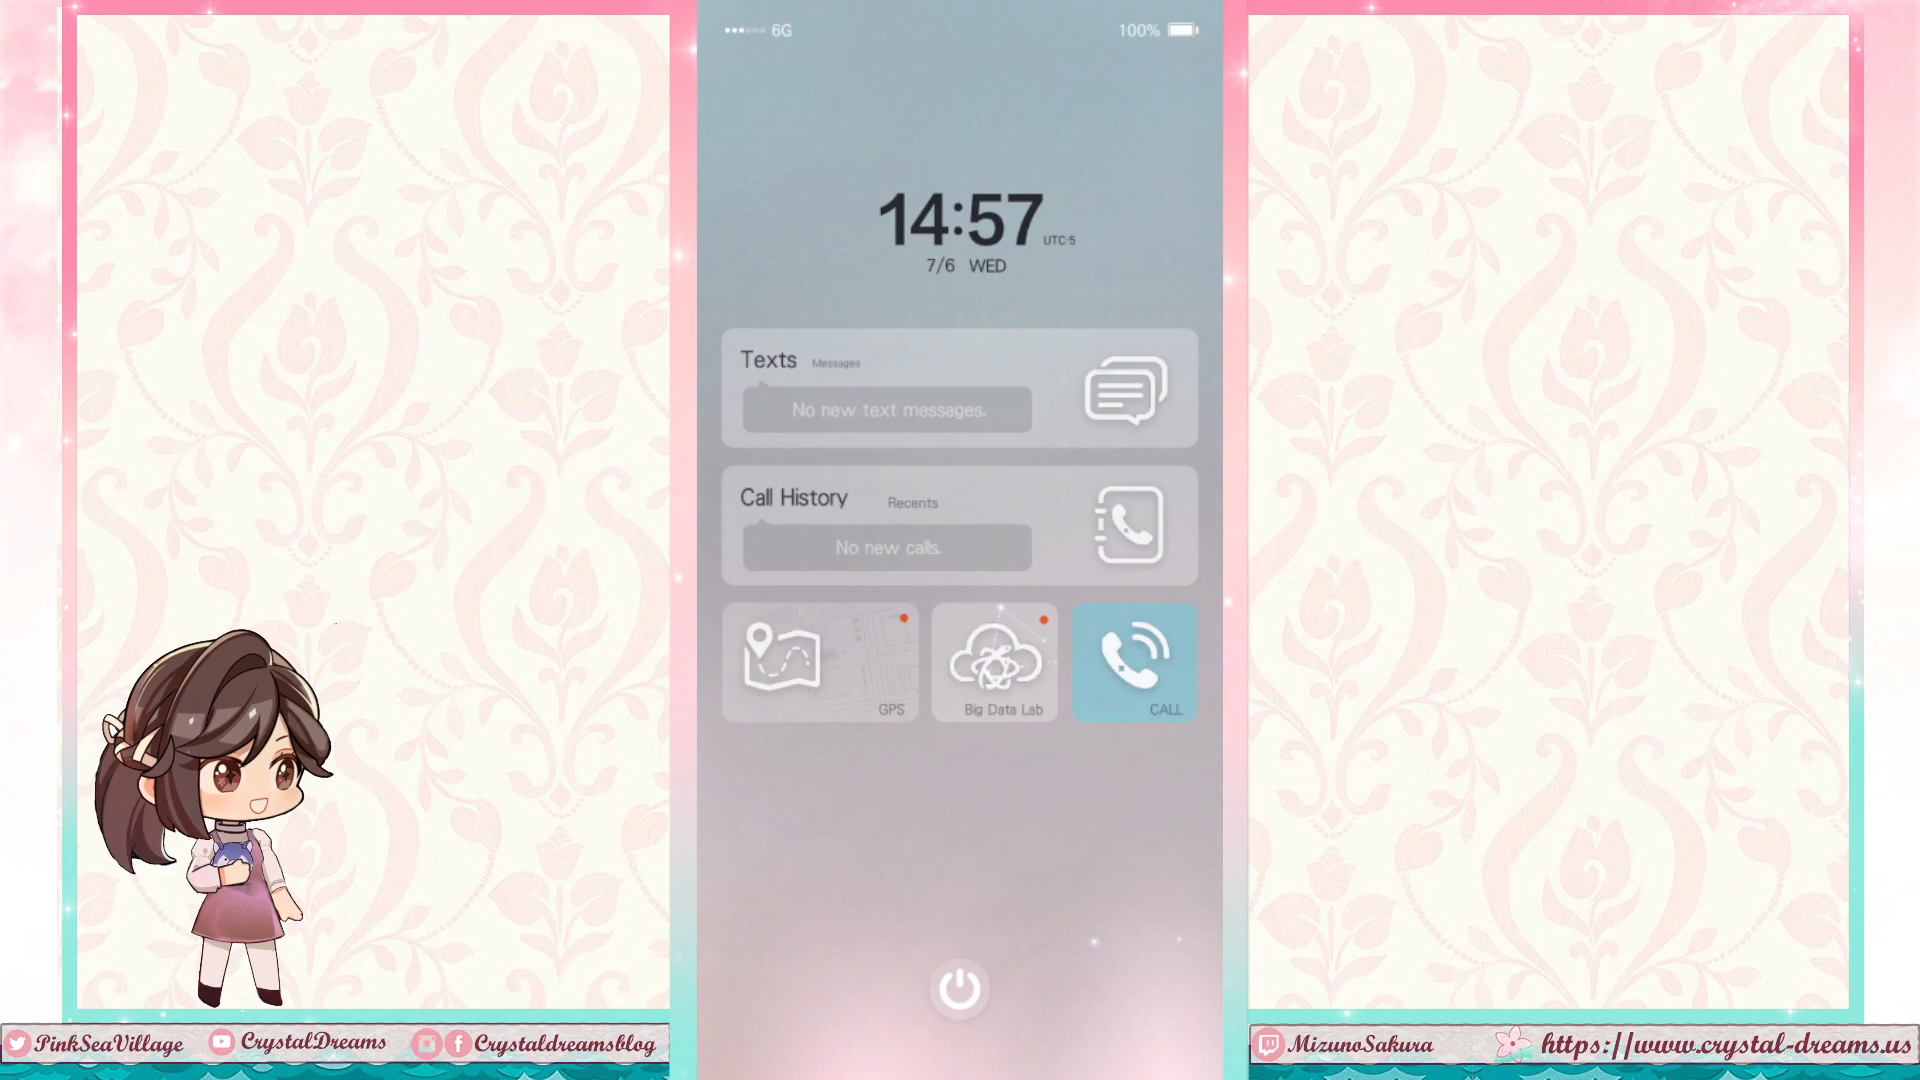 6G 100%
14:57 UTC-5
7/6 WED
Texts Messages
No new text messages.
Call History Recents
No new calls.
GPS Big Data Lab CALL
PinkSeaVillage CrystalDreams Crystaldreamsblog MizunoSakura https://www.crystal-dreams.us